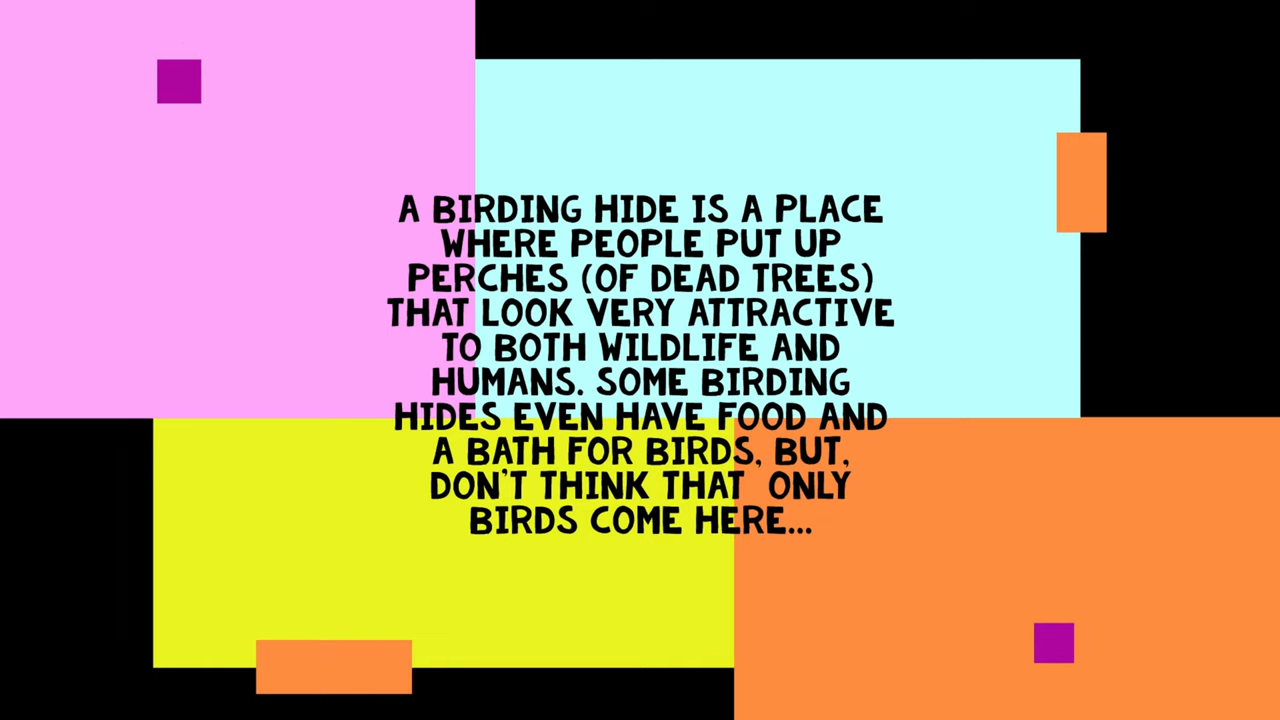 A BIRDING HIDE IS A PLACE
WHERE PEOPLE PUT UP
PERCHES (OF DEAD TREES)
THAT LOOK VERY ATTRACTIVE
TO BOTH WILDLIFE AND
HUMANS. SOME BIRDING
HIDES EVEN HAVE FOOD AND
A BATH FOR BIRDS, BUT,
DON'T THINK THAT  ONLY
BIRDS COME HERE...